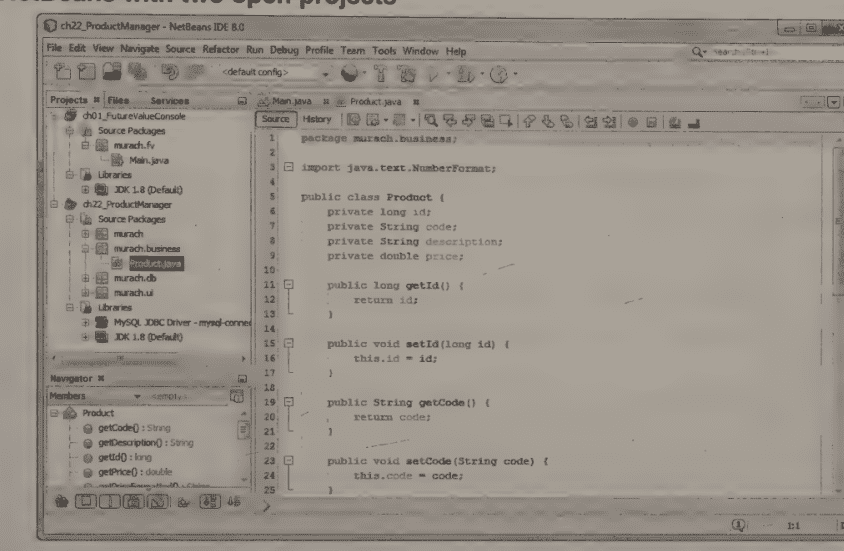 NetBeans with two open projects
ch22_ProductManager - NetBeans IDE 8.0
File Edit View Navigate Source Refactor Run Debug Profile Team Tools Window Help
<default config>
Projects Files Services
Main.java Product.java
Source History
ch01_FutureValueConsole
Source Packages
murach.fv
Main.java
Libraries
JDK 1.8 (Default)
ch22_ProductManager
Source Packages
murach
murach.business
Product.java
murach.db
murach.ui
Libraries
MySQL JDBC Driver - mysql-connec
JDK 1.8 (Default)
Navigator
Members <empty>
Product
getCode() : String
getDescription() : String
getId() : long
getPrice() : double
1 package murach.business;
2
3 import java.text.NumberFormat;
4
5 public class Product {
6 private long id;
7 private String code;
8 private String description;
9 private double price;
10
11 public long getId() {
12 return id;
13 }
14
15 public void setId(long id) {
16 this.id = id;
17 }
18
19 public String getCode() {
20 return code;
21 }
22
23 public void setCode(String code) {
24 this.code = code;
25 }
1:1